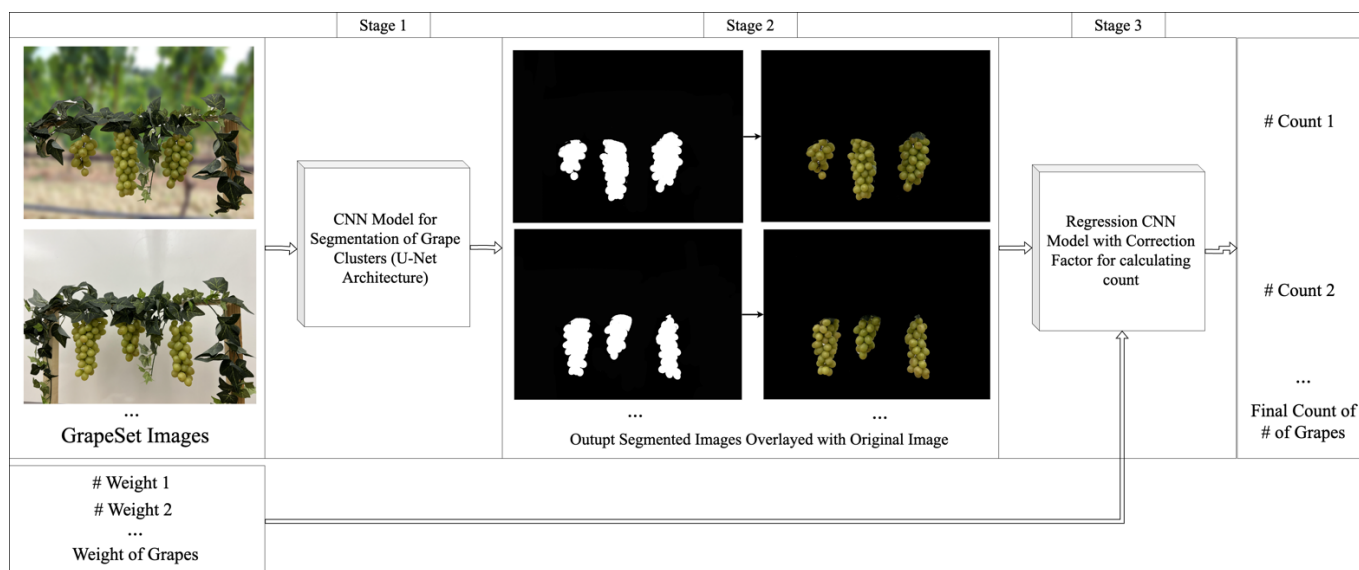 Stage 1
Stage 2
Stage 3
...
GrapeSet Images
CNN Model for
Segmentation of Grape
Clusters (U-Net
Architecture)
...
...
Outupt Segmented Images Overlayed with Original Image
Regression CNN
Model with Correction
Factor for calculating
count
# Count 1
# Count 2
...
Final Count of
# of Grapes
# Weight 1
# Weight 2
...
Weight of Grapes